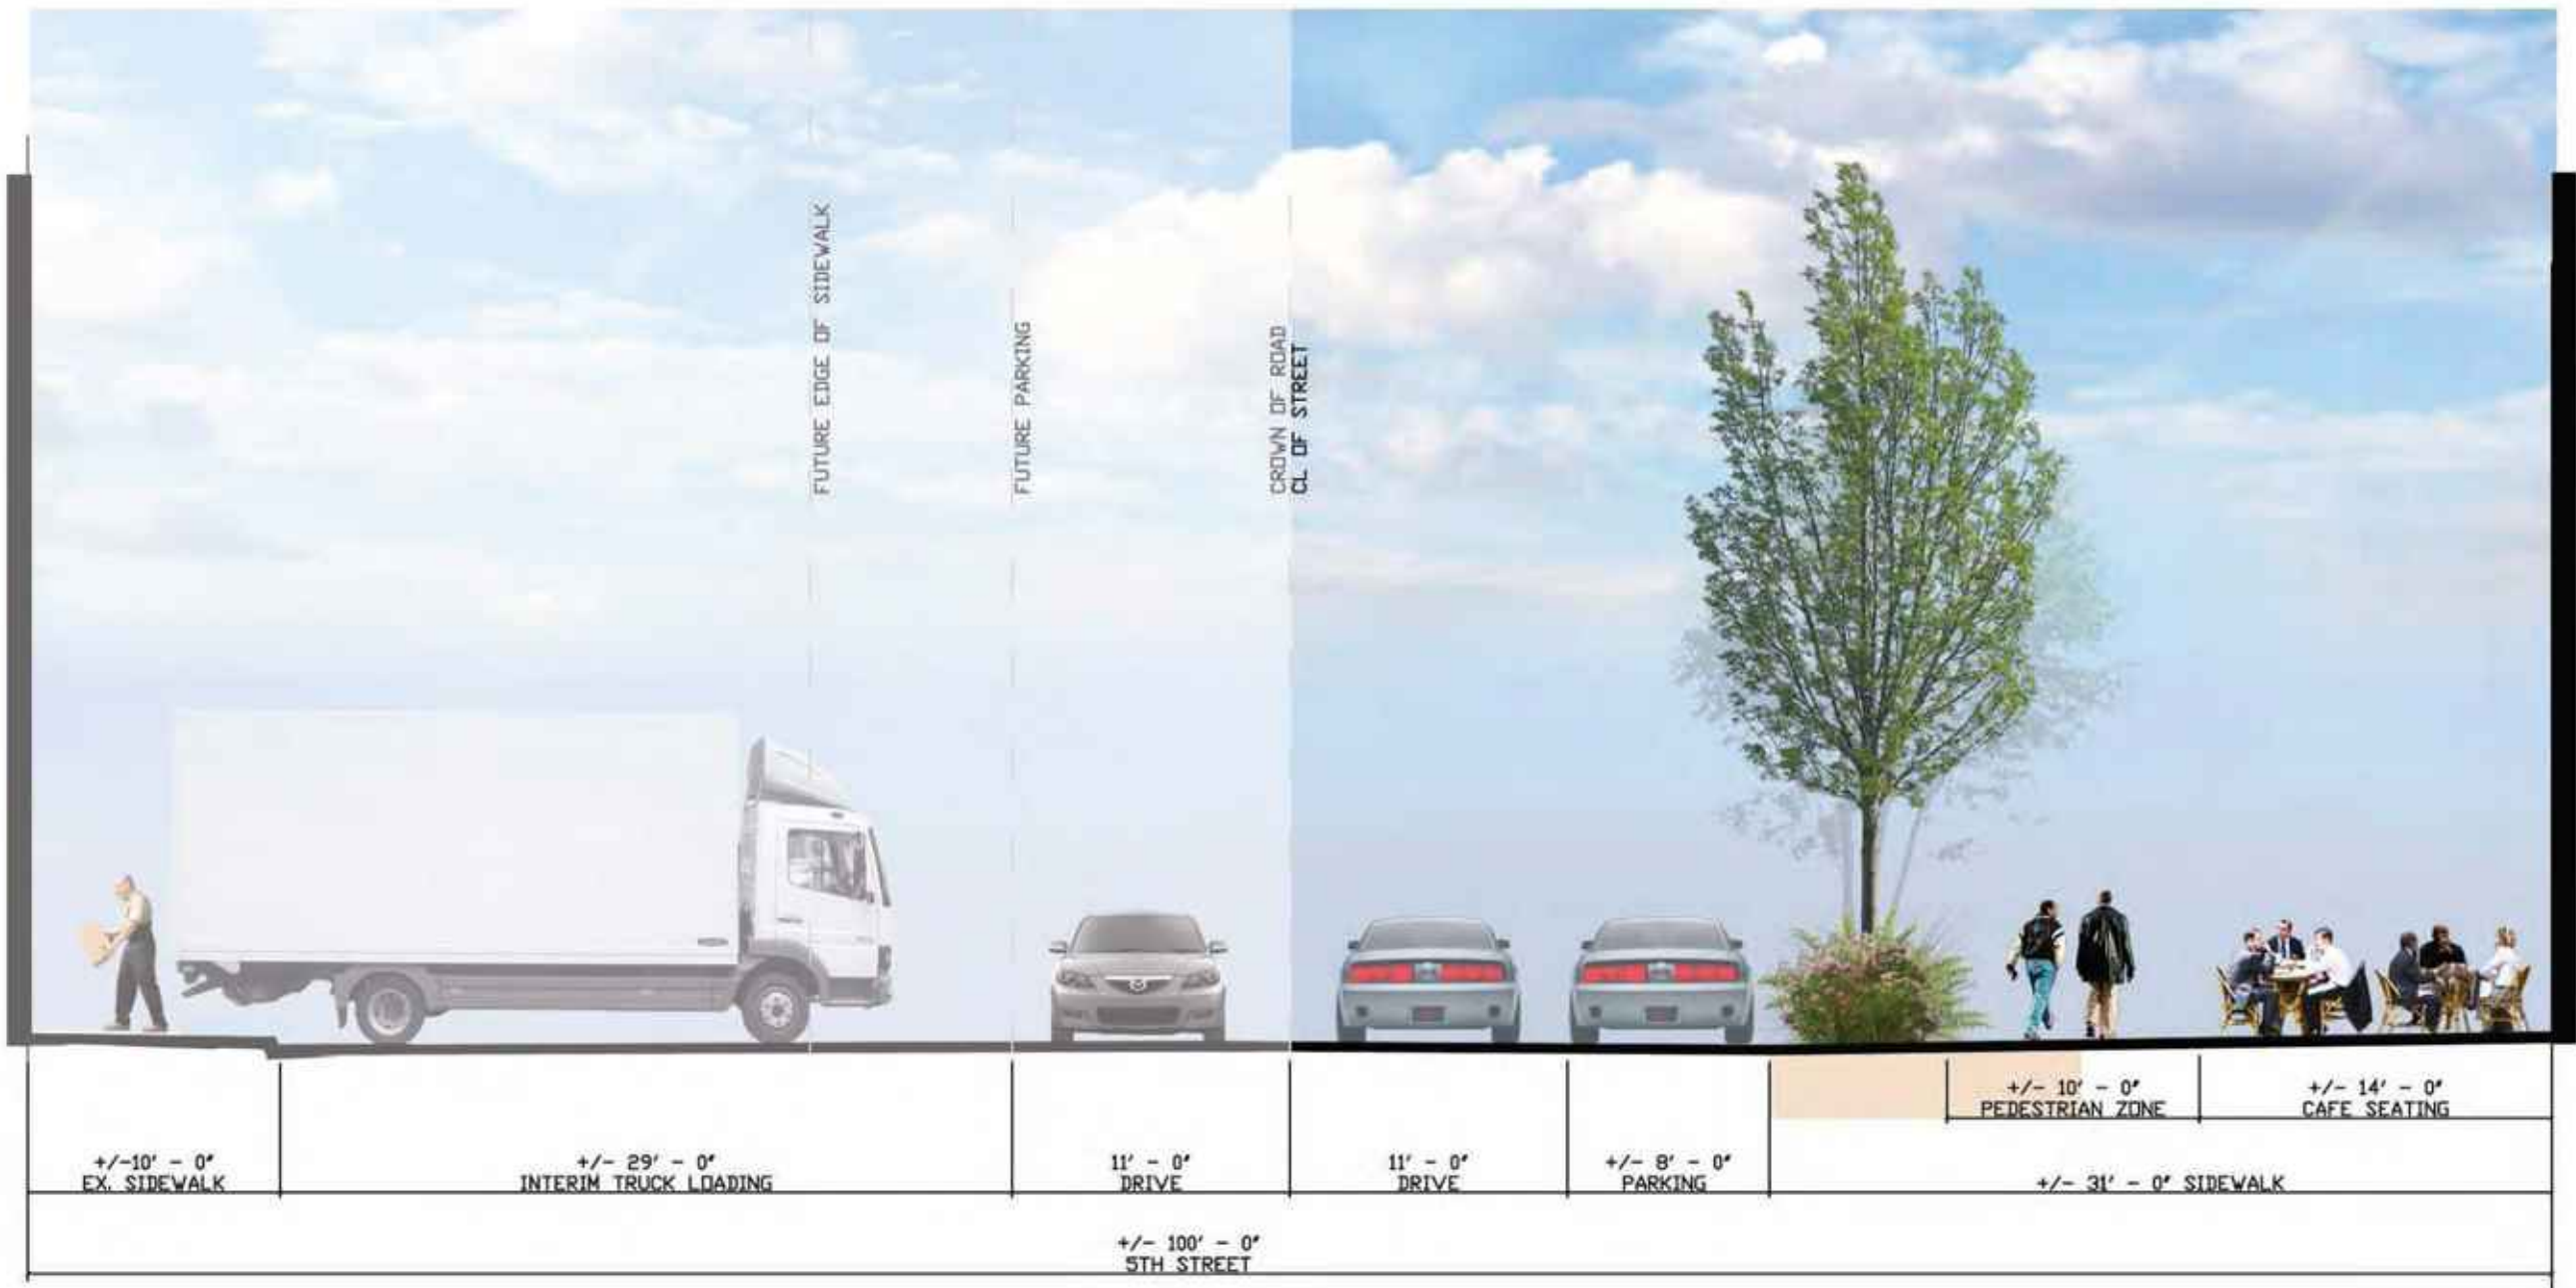 FUTURE EDGE OF SIDEWALK
FUTURE PARKING
CROWN OF ROAD
CL OF STREET
+/- 10' - 0"
PEDESTRIAN ZONE
+/- 14' - 0"
CAFE SEATING
+/-10' - 0"
EX. SIDEWALK
+/- 29' - 0"
INTERIM TRUCK LOADING
11' - 0"
DRIVE
11' - 0"
DRIVE
+/- 8' - 0"
PARKING
+/- 31' - 0" SIDEWALK
+/- 100' - 0"
5TH STREET